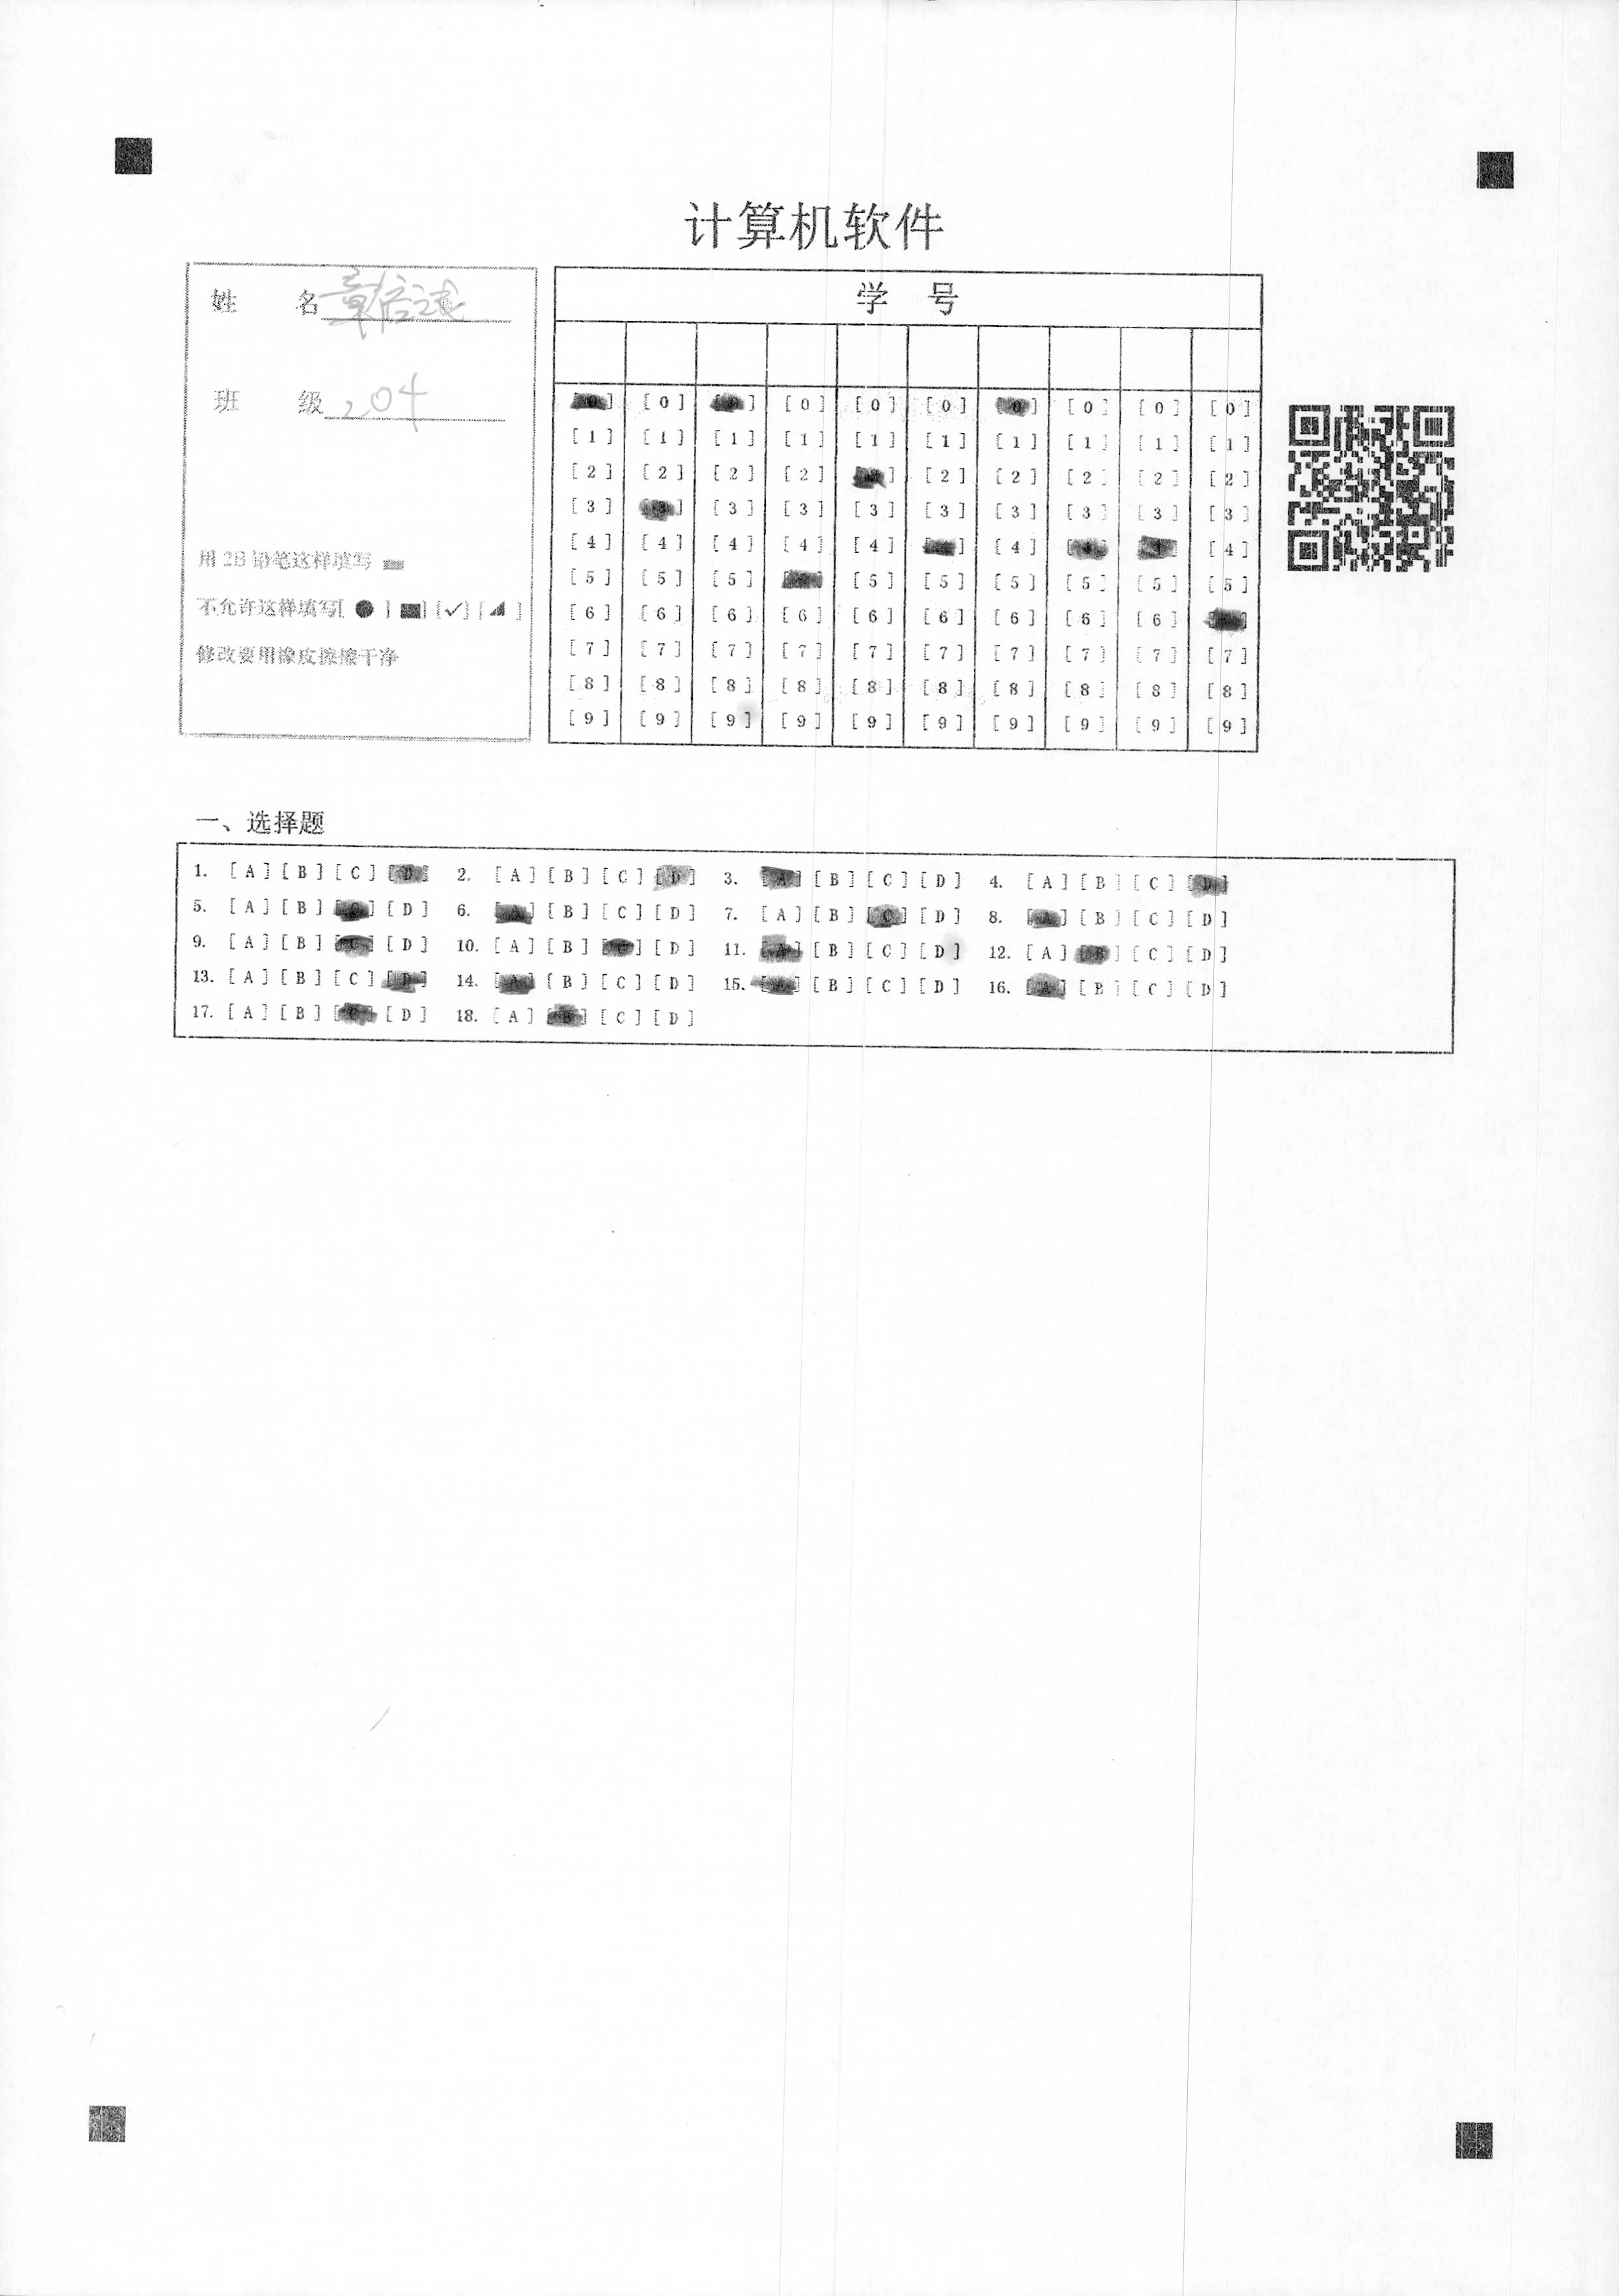 计算机软件
姓 名 章信诚
班 级 204
用2B铅笔这样填写
不允许这样填写[●] [■] [✓] [◢]
修改要用橡皮擦擦干净
学 号
[0] [0] [0] [0] [0] [0] [0] [0] [0] [0]
[1] [1] [1] [1] [1] [1] [1] [1] [1] [1]
[2] [2] [2] [2] [2] [2] [2] [2] [2] [2]
[3] [3] [3] [3] [3] [3] [3] [3] [3] [3]
[4] [4] [4] [4] [4] [4] [4] [4] [4] [4]
[5] [5] [5] [5] [5] [5] [5] [5] [5] [5]
[6] [6] [6] [6] [6] [6] [6] [6] [6] [6]
[7] [7] [7] [7] [7] [7] [7] [7] [7] [7]
[8] [8] [8] [8] [8] [8] [8] [8] [8] [8]
[9] [9] [9] [9] [9] [9] [9] [9] [9] [9]
一、选择题
1. [A] [B] [C] [D] 2. [A] [B] [C] [D] 3. [A] [B] [C] [D] 4. [A] [B] [C] [D]
5. [A] [B] [C] [D] 6. [A] [B] [C] [D] 7. [A] [B] [C] [D] 8. [A] [B] [C] [D]
9. [A] [B] [C] [D] 10. [A] [B] [C] [D] 11. [A] [B] [C] [D] 12. [A] [B] [C] [D]
13. [A] [B] [C] [D] 14. [A] [B] [C] [D] 15. [A] [B] [C] [D] 16. [A] [B] [C] [D]
17. [A] [B] [C] [D] 18. [A] [B] [C] [D]